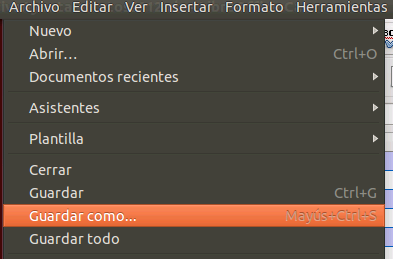 Archivo Editar Ver Insertar Formato Herramientas
Nuevo
Abrir... Ctrl+O
Documentos recientes
Asistentes
Plantilla
Cerrar
Guardar Ctrl+G
Guardar como... Mayús+Ctrl+S
Guardar todo